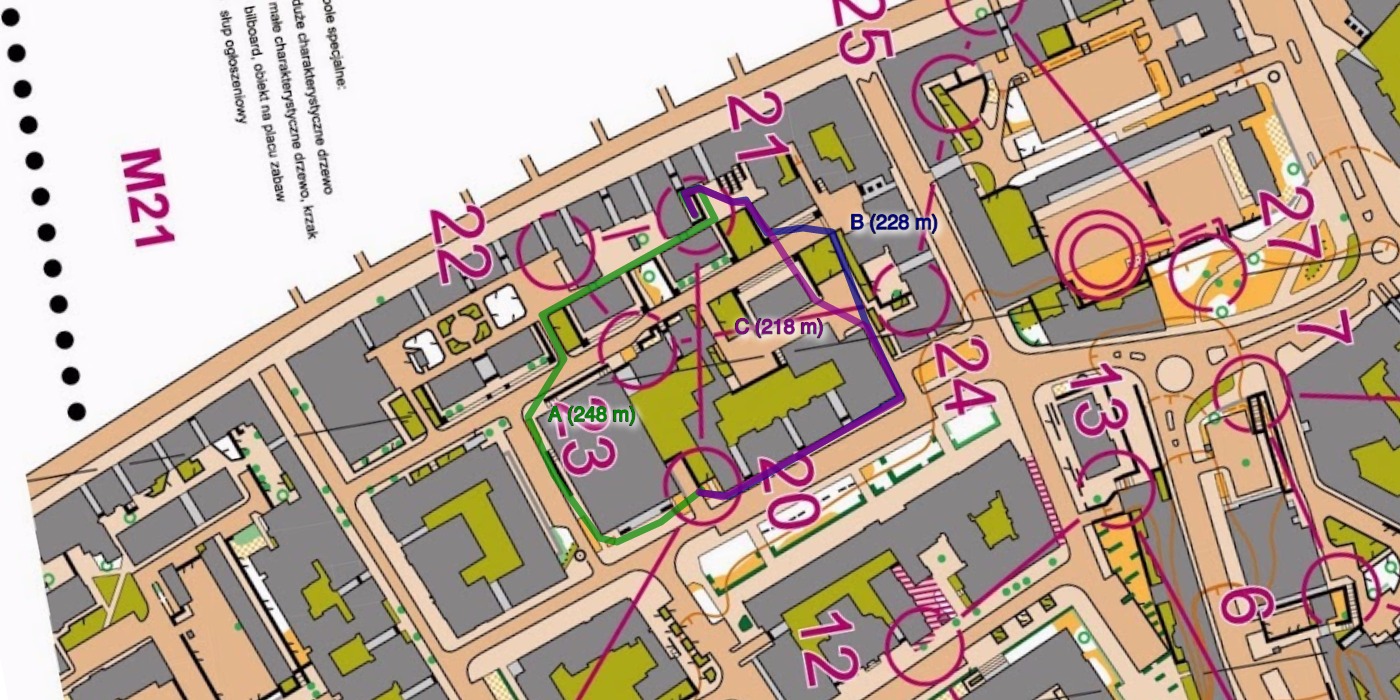 pole specjalne:
duże charakterystyczne drzewo
małe charakterystyczne drzewo, krzak
bilboard, obiekt na placu zabaw
słup ogłoszeniowy
M21
25
21
22
27
B (228 m)
C (218 m)
7
24
13
A (248 m)
23
20
12
6